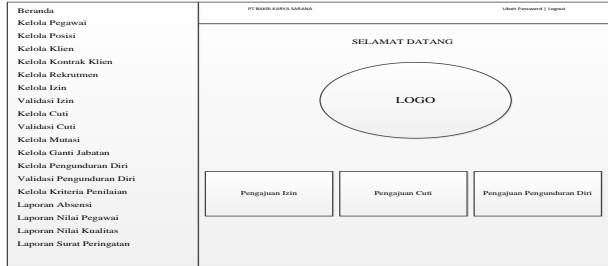 Beranda
Kelola Pegawai
Kelola Posisi
Kelola Klien
Kelola Kontrak Klien
Kelola Rekrutmen
Kelola Izin
Validasi Izin
Kelola Cuti
Validasi Cuti
Kelola Mutasi
Kelola Ganti Jabatan
Kelola Pengunduran Diri
Validasi Pengunduran Diri
Kelola Kriteria Penilaian
Laporan Absensi
Laporan Nilai Pegawai
Laporan Nilai Kualitas
Laporan Surat Peringatan
PT BAKRI KARYA SARANA
Ubah Password | Logout
SELAMAT DATANG
LOGO
Pengajuan Izin
Pengajuan Cuti
Pengajuan Pengunduran Diri